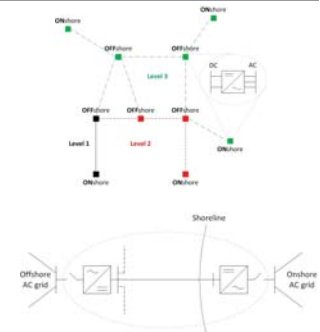 ONshore
ONshore
OFFshore
OFFshore
Level 3
DC
AC
OFFshore
OFFshore
OFFshore
Level 1
Level 2
ONshore
ONshore
ONshore
Shoreline
Offshore
AC grid
Onshore
AC grid